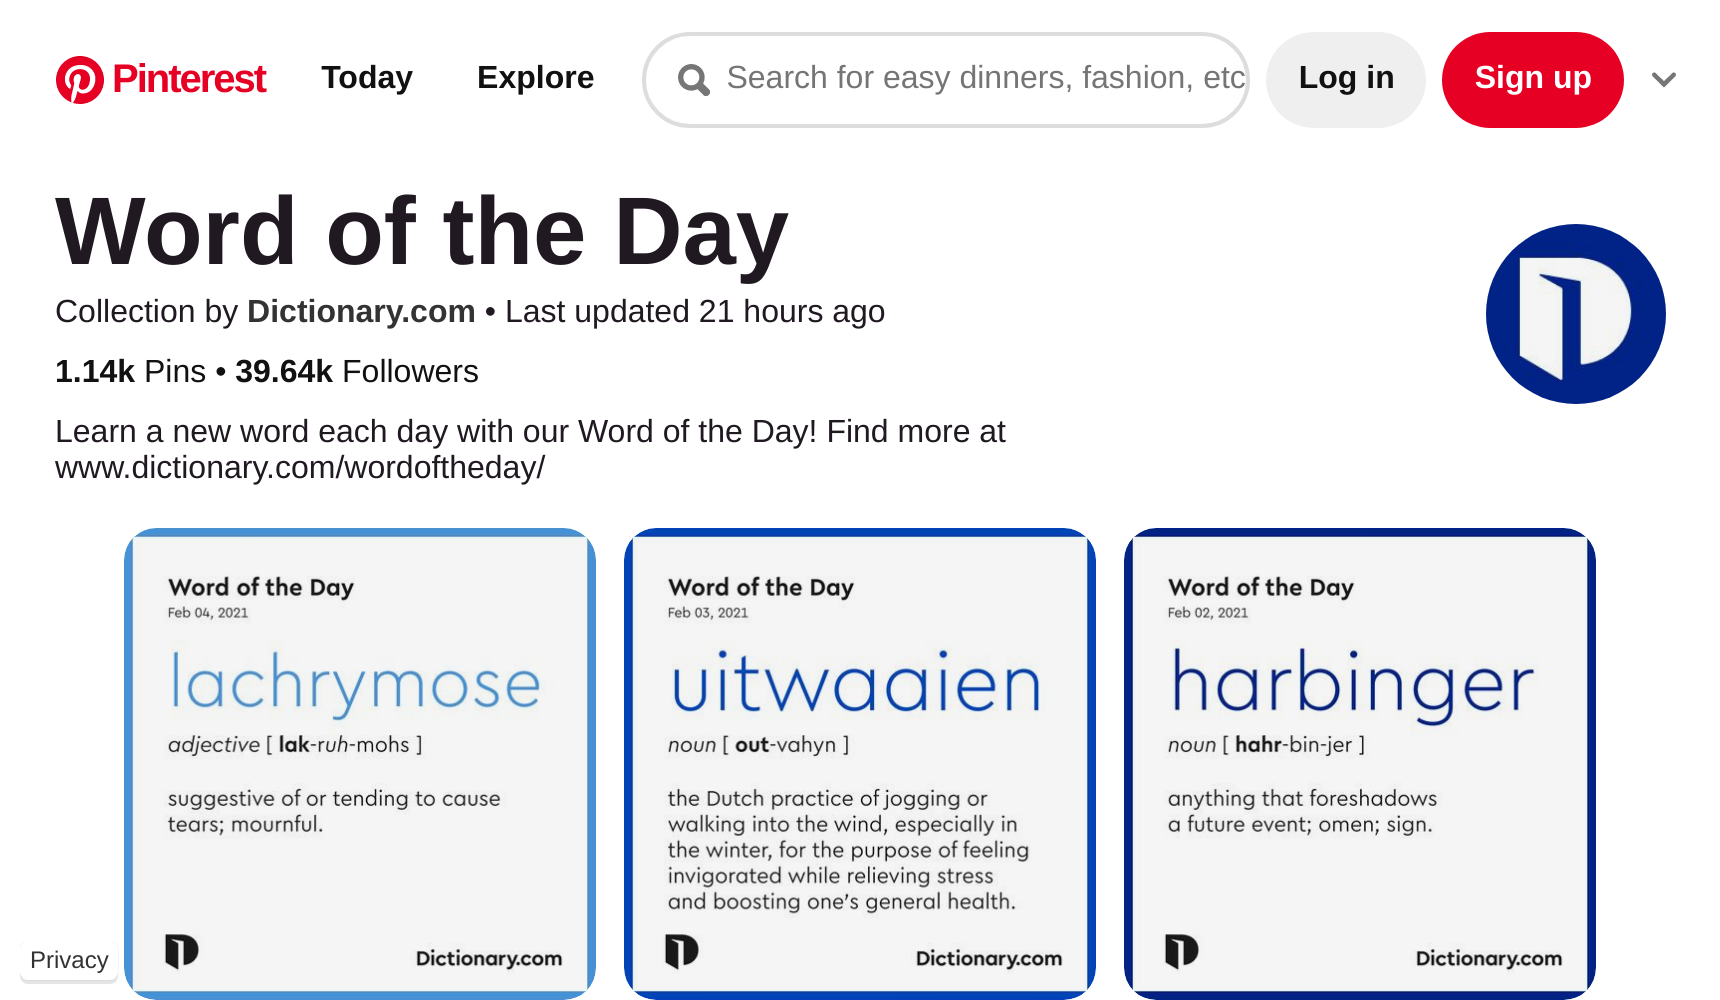 Pinterest
Today
Explore
Search for easy dinners, fashion, etc
Log in
Sign up
Word of the Day
Collection by Dictionary.com • Last updated 21 hours ago
1.14k Pins • 39.64k Followers
Learn a new word each day with our Word of the Day! Find more at
www.dictionary.com/wordoftheday/
Word of the Day
Feb 04, 2021
lachrymose
adjective [ lak-ruh-mohs ]
suggestive of or tending to cause
tears; mournful.
Dictionary.com
Word of the Day
Feb 03, 2021
uitwaaien
noun [ out-vahyn ]
the Dutch practice of jogging or
walking into the wind, especially in
the winter, for the purpose of feeling
invigorated while relieving stress
and boosting one’s general health.
Dictionary.com
Word of the Day
Feb 02, 2021
harbinger
noun [ hahr-bin-jer ]
anything that foreshadows
a future event; omen; sign.
Dictionary.com
Privacy